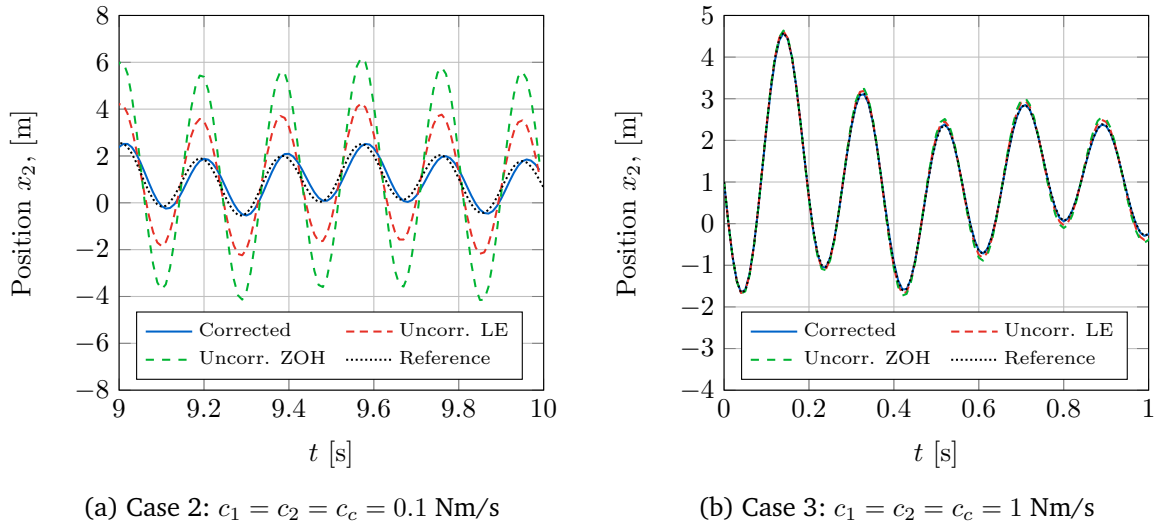 8
6
4
2
0
−2
−4
−6
−8
Position x₂, [m]
9
9.2
9.4
9.6
9.8
10
t [s]
Corrected
Uncorr. LE
Uncorr. ZOH
Reference
(a) Case 2: c₁ = c₂ = c_c = 0.1 Nm/s
5
4
3
2
1
0
−1
−2
−3
−4
Position x₂, [m]
0
0.2
0.4
0.6
0.8
1
t [s]
Corrected
Uncorr. LE
Uncorr. ZOH
Reference
(b) Case 3: c₁ = c₂ = c_c = 1 Nm/s